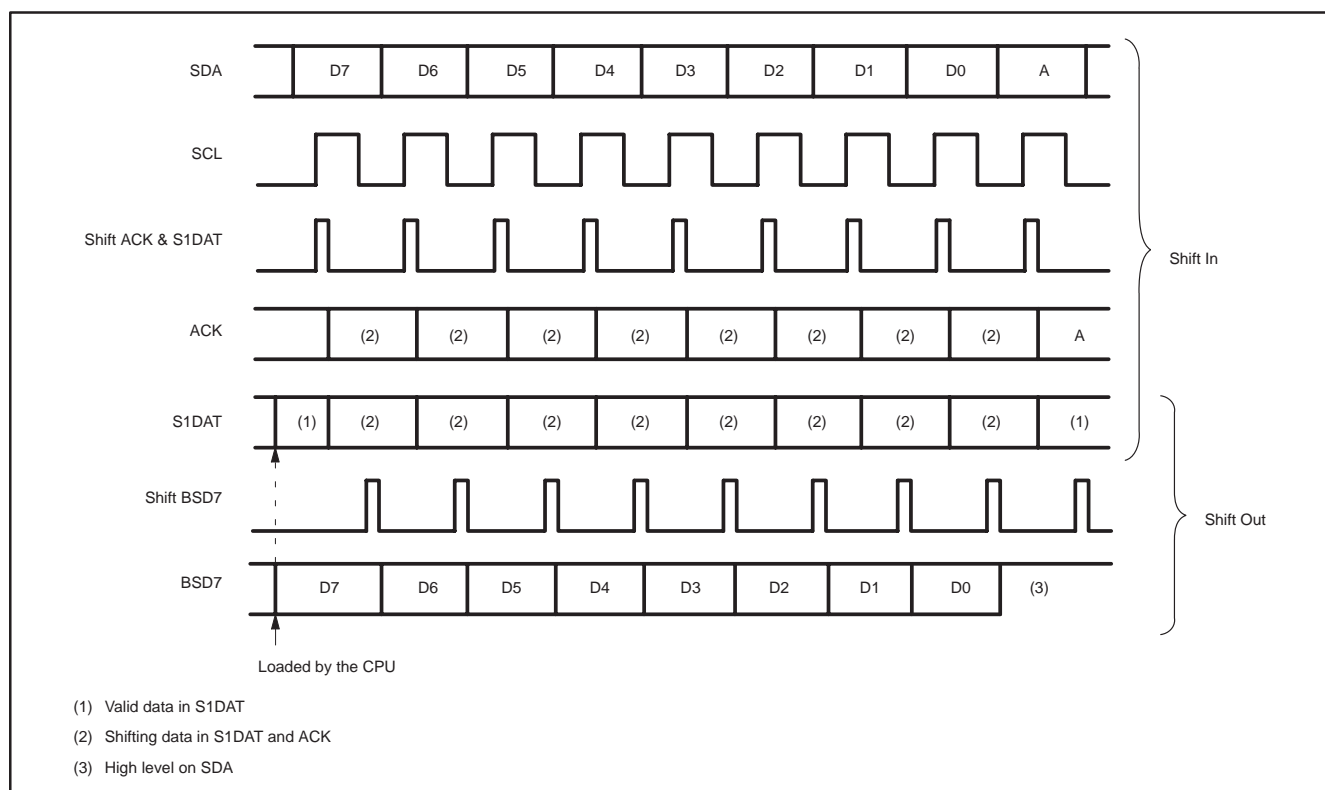 SDA D7 D6 D5 D4 D3 D2 D1 D0 A
SCL
Shift ACK & S1DAT
Shift In
ACK (2) (2) (2) (2) (2) (2) (2) (2) A
S1DAT (1) (2) (2) (2) (2) (2) (2) (2) (2) (1)
Shift BSD7
Shift Out
BSD7 D7 D6 D5 D4 D3 D2 D1 D0 (3)
Loaded by the CPU
(1) Valid data in S1DAT
(2) Shifting data in S1DAT and ACK
(3) High level on SDA